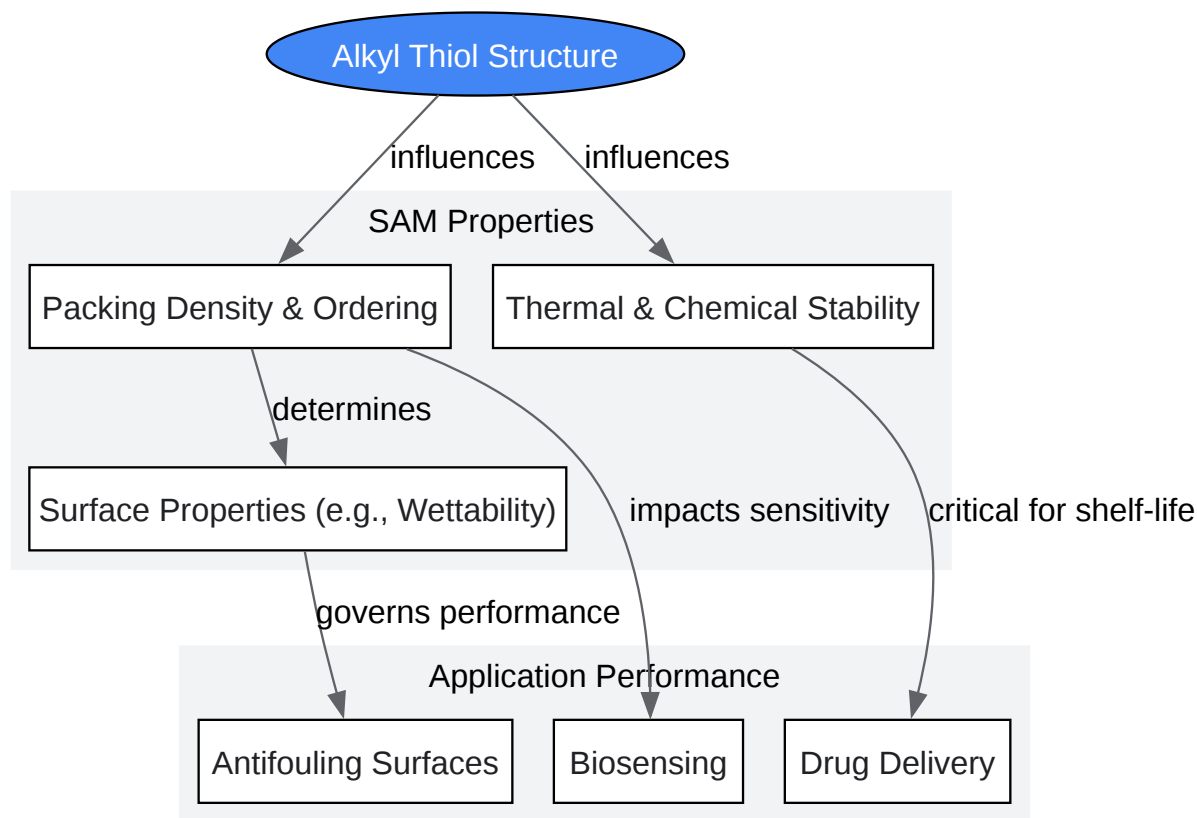 Alkyl Thiol Structure
influences
influences
SAM Properties
Packing Density & Ordering
Thermal & Chemical Stability
determines
Surface Properties (e.g., Wettability)
impacts sensitivity
critical for shelf-life
governs performance
Application Performance
Antifouling Surfaces
Biosensing
Drug Delivery